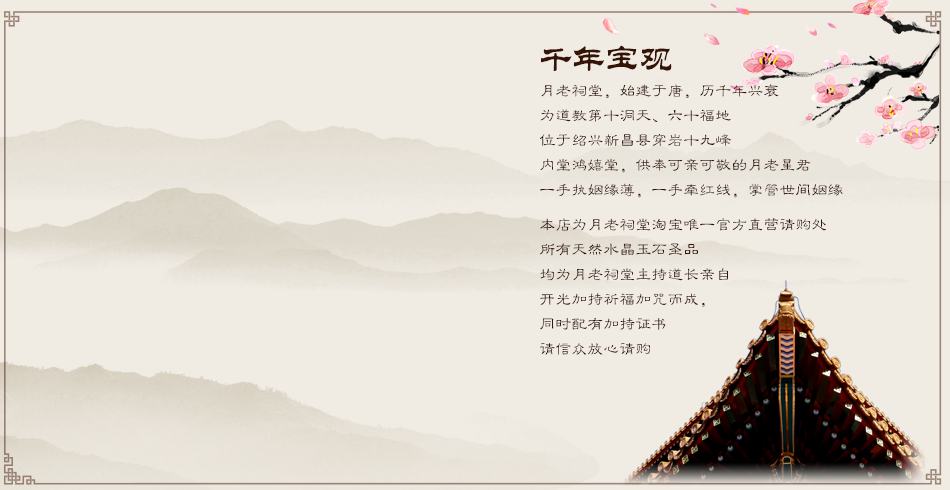 千年宝观
月老祠堂，始建于唐，历千年兴衰
为道教第十洞天、六十福地
位于绍兴新昌县穿岩十九峰
内堂鸿嬉堂，供奉可亲可敬的月老星君
一手执姻缘薄，一手牵红线，掌管世间姻缘
本店为月老祠堂淘宝唯一官方直营请购处
所有天然水晶玉石圣品
均为月老祠堂主持道长亲自
开光加持祈福加咒而成，
同时配有加持证书
请信众放心请购